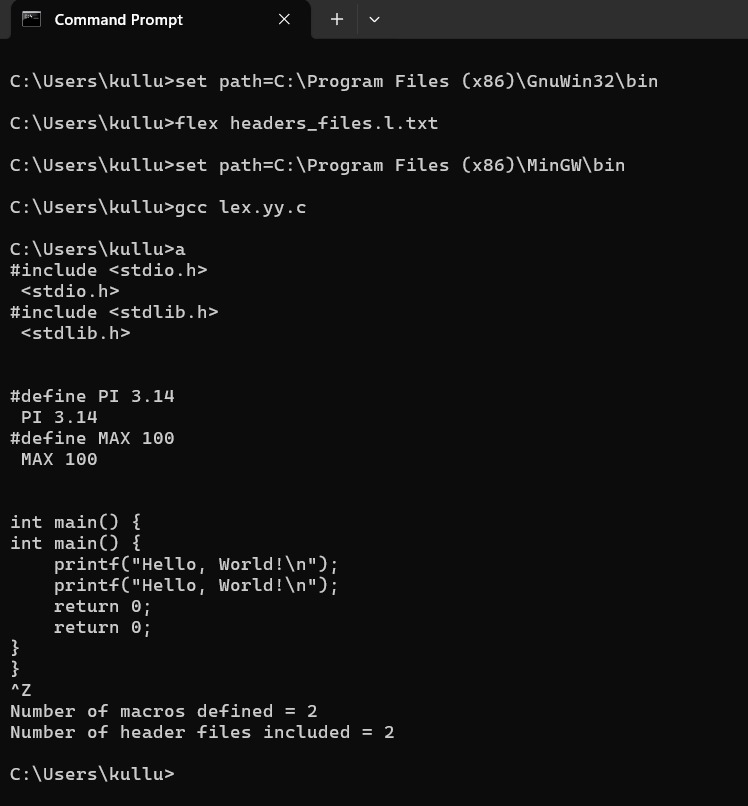 Command Prompt
C:\Users\kullu>set path=C:\Program Files (x86)\GnuWin32\bin
C:\Users\kullu>flex headers_files.l.txt
C:\Users\kullu>set path=C:\Program Files (x86)\MinGW\bin
C:\Users\kullu>gcc lex.yy.c
C:\Users\kullu>a
#include <stdio.h>
 <stdio.h>
#include <stdlib.h>
 <stdlib.h>
#define PI 3.14
 PI 3.14
#define MAX 100
 MAX 100
int main() {
int main() {
    printf("Hello, World!\n");
    printf("Hello, World!\n");
    return 0;
    return 0;
}
}
^Z
Number of macros defined = 2
Number of header files included = 2
C:\Users\kullu>